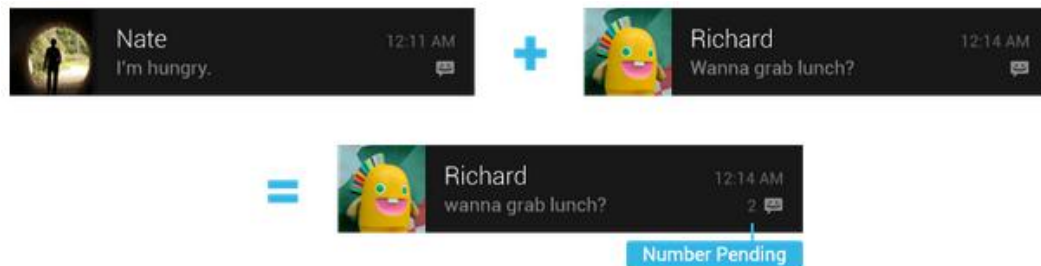 Nate 12:11 AM
I'm hungry.
+
Richard 12:14 AM
Wanna grab lunch?
=
Richard 12:14 AM
wanna grab lunch? 2
Number Pending